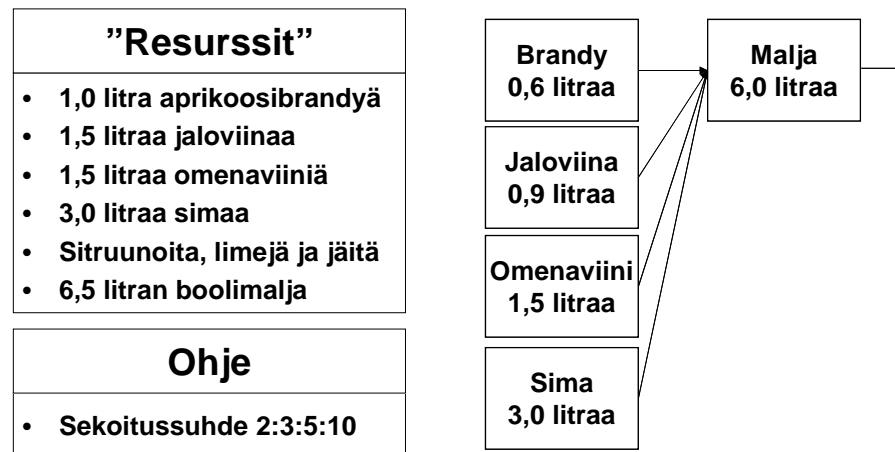 ”Resurssit”
• 1,0 litra aprikoosibrandyä
• 1,5 litraa jaloviinaa
• 1,5 litraa omenaviiniä
• 3,0 litraa simaa
• Sitruunoita, limejä ja jäitä
• 6,5 litran boolimalja
Ohje
• Sekoitussuhde 2:3:5:10
Brandy
0,6 litraa
Jaloviina
0,9 litraa
Omenaviini
1,5 litraa
Sima
3,0 litraa
Malja
6,0 litraa